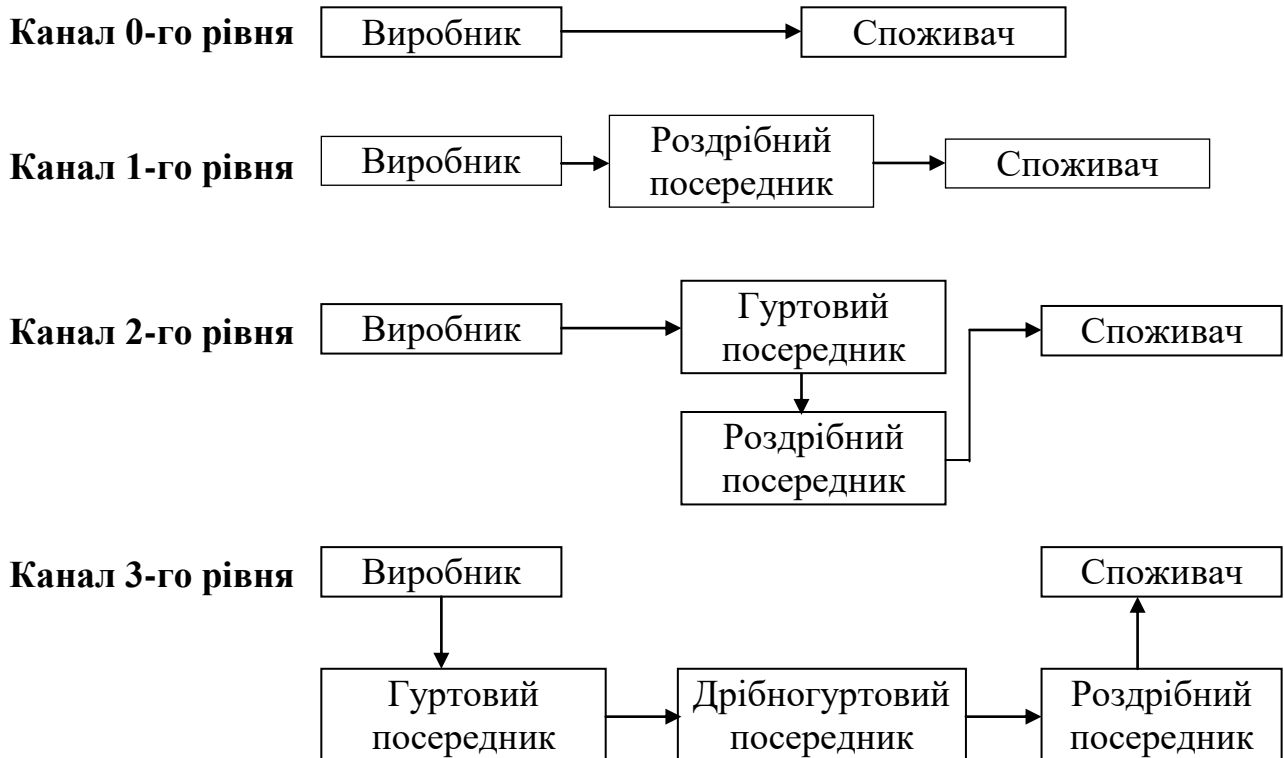 Канал 0-го рівня Виробник Споживач
Канал 1-го рівня Виробник Роздрібний
посередник Споживач
Канал 2-го рівня Виробник Гуртовий
посередник Споживач
Роздрібний
посередник
Канал 3-го рівня Виробник Споживач
Гуртовий
посередник
Дрібногуртовий
посередник
Роздрібний
посередник